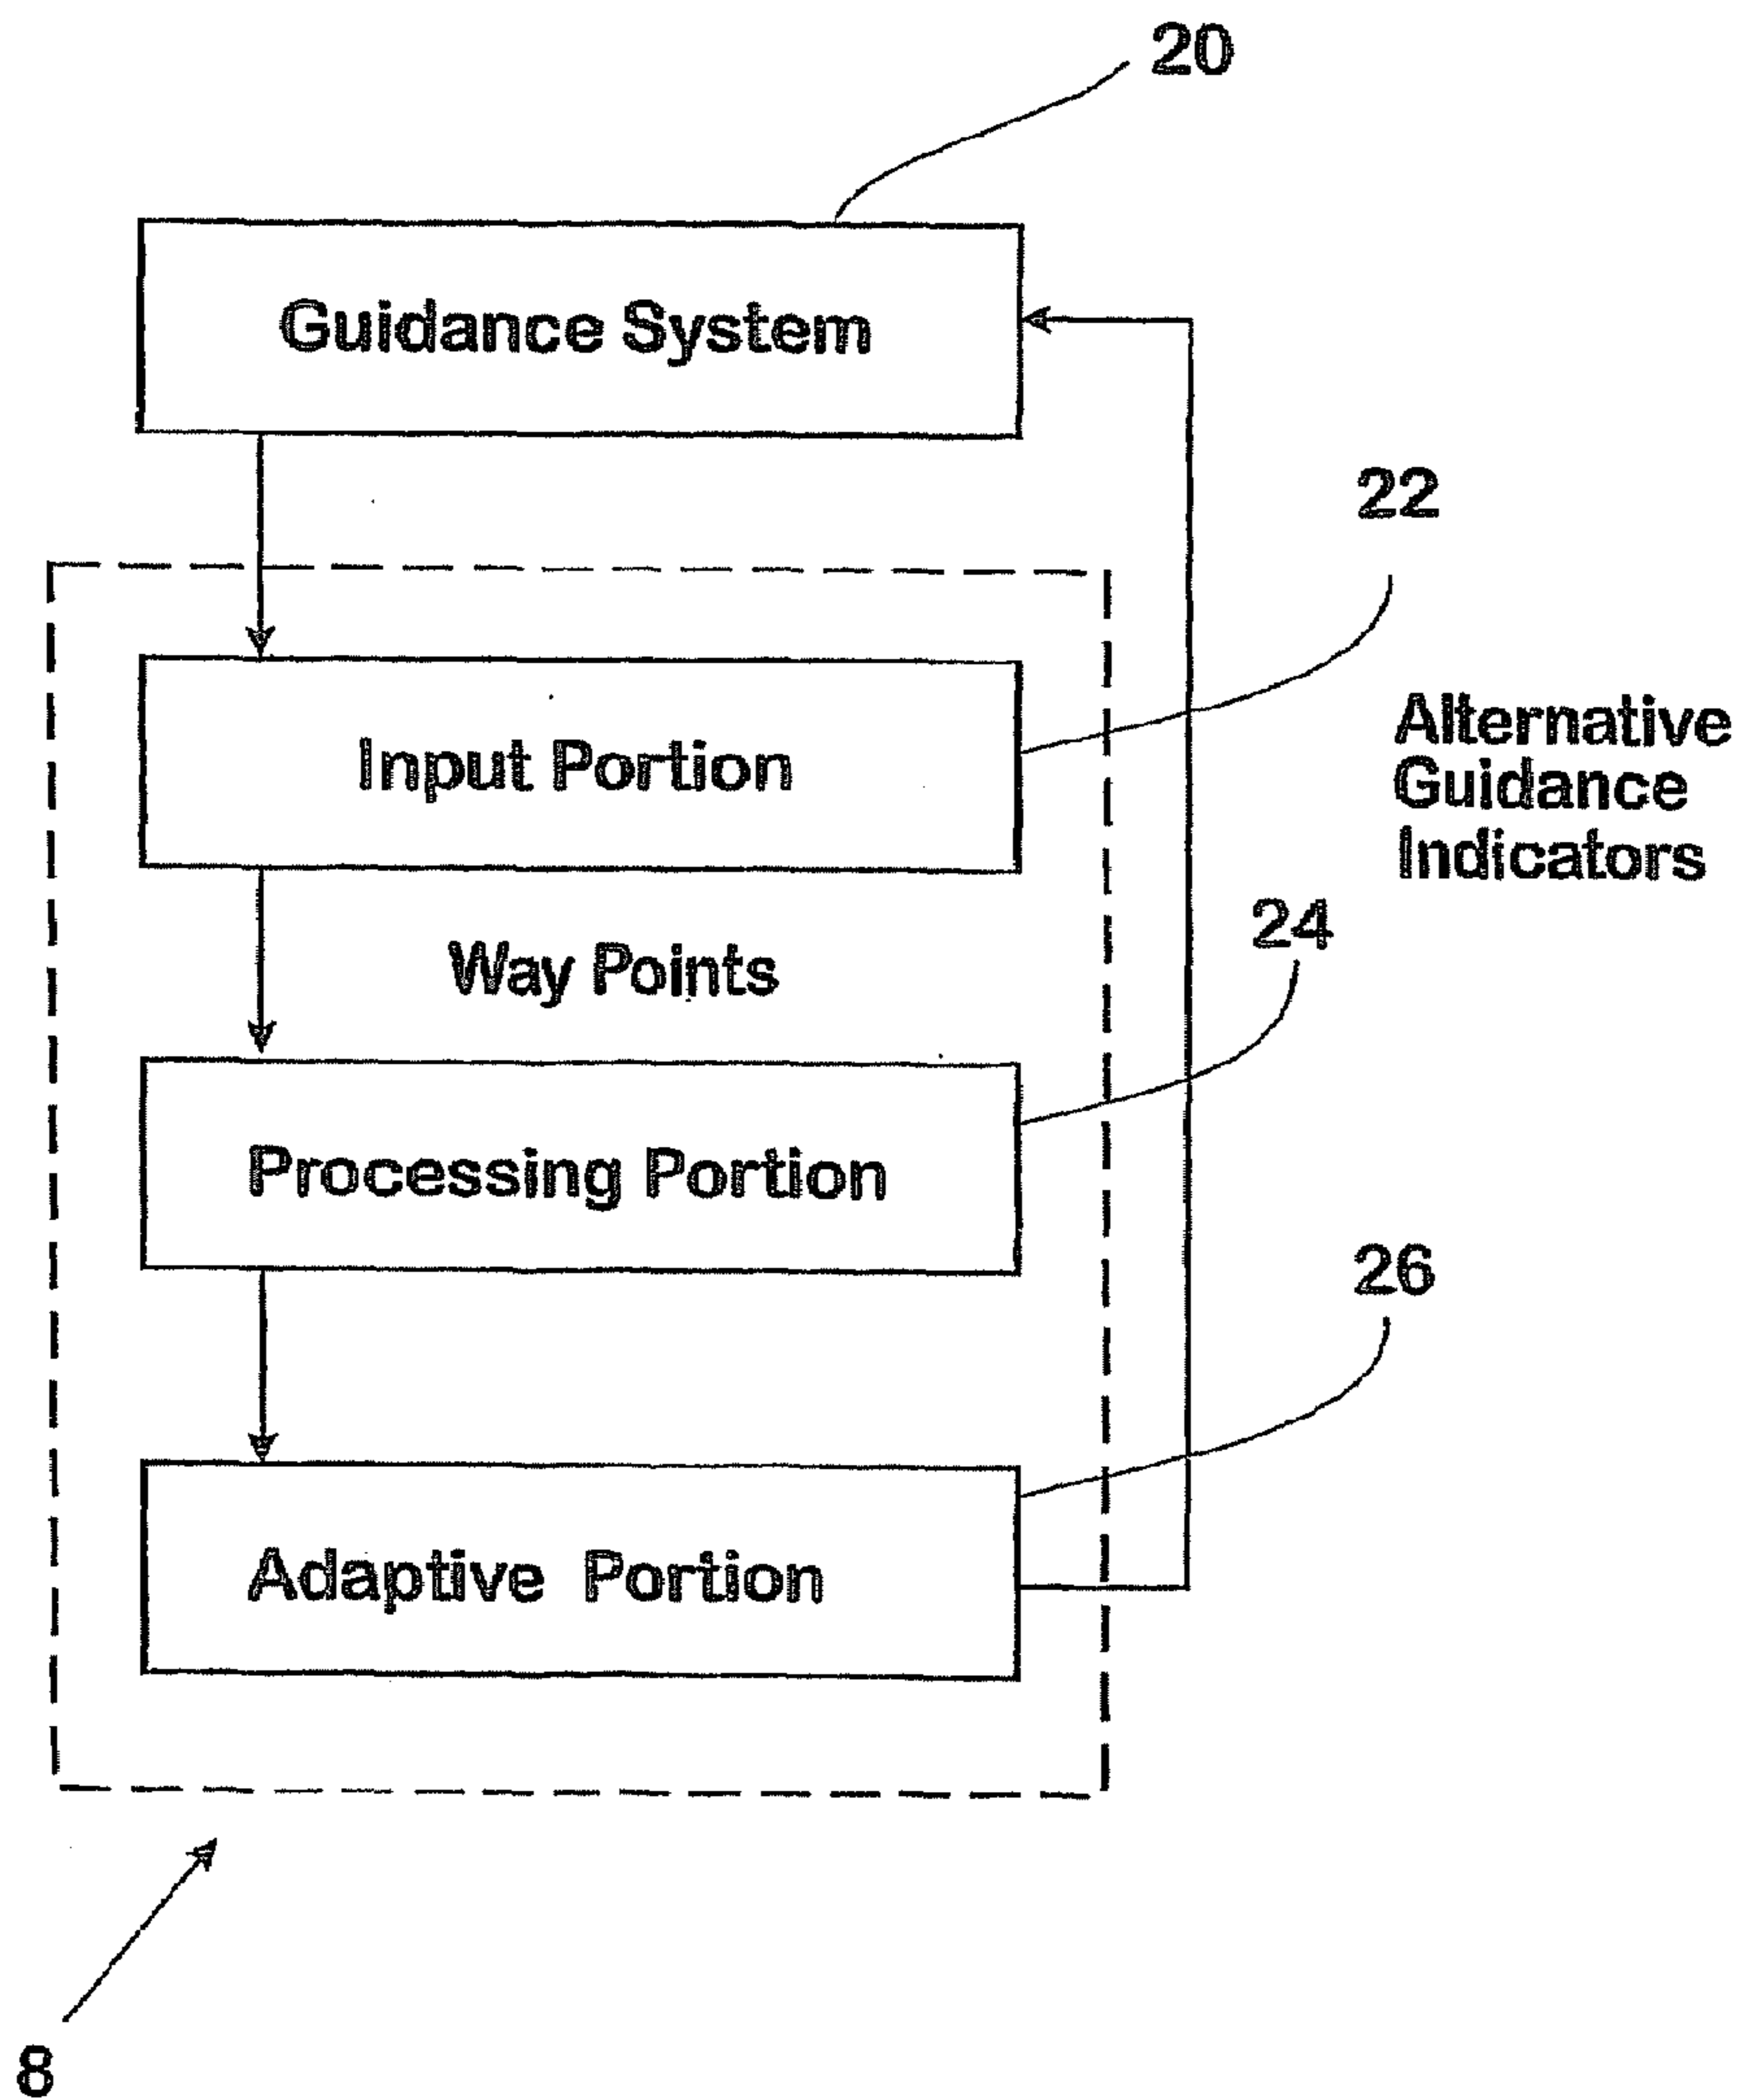 20
Guidance System
22
Input Portion
Alternative
Guidance
Indicators
24
Way Points
Processing Portion
26
Adaptive Portion
8